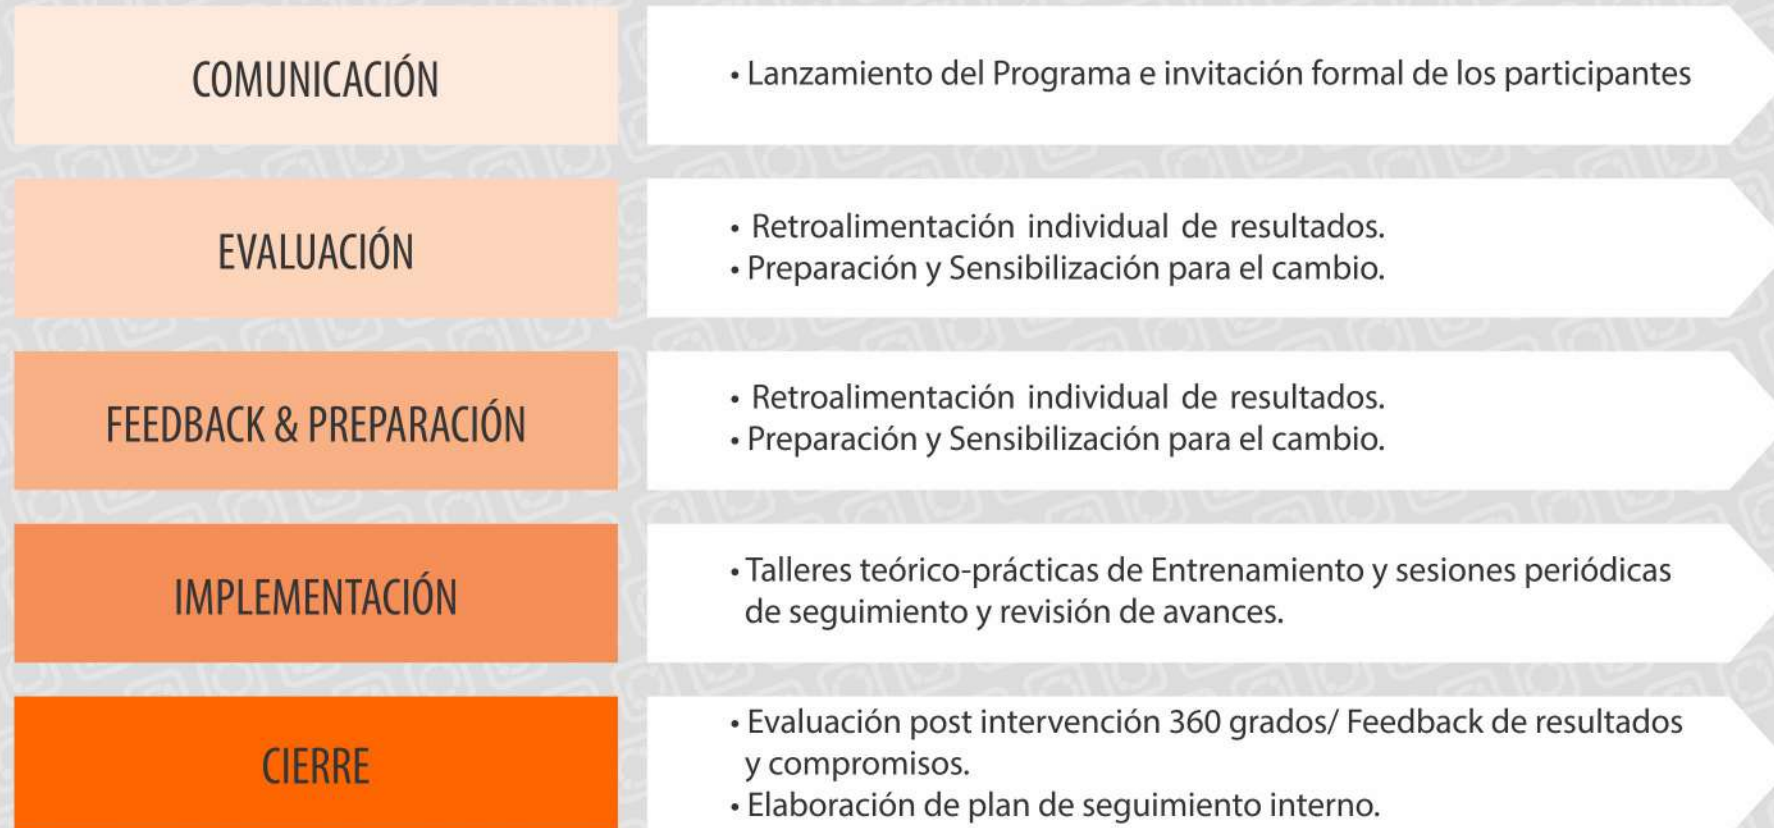 COMUNICACIÓN
• Lanzamiento del Programa e invitación formal de los participantes
EVALUACIÓN
• Retroalimentación individual de resultados.
• Preparación y Sensibilización para el cambio.
FEEDBACK & PREPARACIÓN
• Retroalimentación individual de resultados.
• Preparación y Sensibilización para el cambio.
IMPLEMENTACIÓN
• Talleres teórico-prácticas de Entrenamiento y sesiones periódicas
de seguimiento y revisión de avances.
CIERRE
• Evaluación post intervención 360 grados/ Feedback de resultados
y compromisos.
• Elaboración de plan de seguimiento interno.